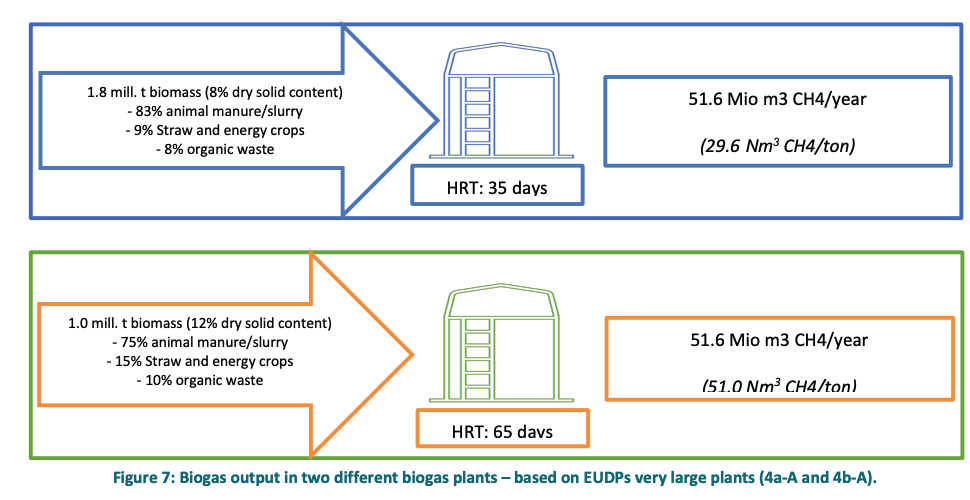 1.8 mill. t biomass (8% dry solid content)
- 83% animal manure/slurry
- 9% Straw and energy crops
- 8% organic waste
HRT: 35 days
51.6 Mio m3 CH4/year
(29.6 Nm³ CH4/ton)
1.0 mill. t biomass (12% dry solid content)
- 75% animal manure/slurry
- 15% Straw and energy crops
- 10% organic waste
HRT: 65 days
51.6 Mio m3 CH4/year
(51.0 Nm³ CH4/ton)
Figure 7: Biogas output in two different biogas plants – based on EUDPs very large plants (4a-A and 4b-A).